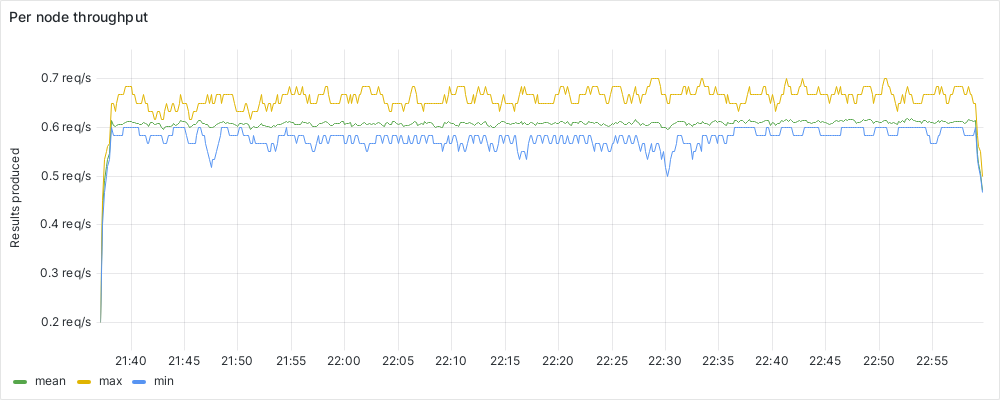 Per node throughput
Results produced
0.7 req/s
0.6 req/s
0.5 req/s
0.4 req/s
0.3 req/s
0.2 req/s
21:40 21:45 21:50 21:55 22:00 22:05 22:10 22:15 22:20 22:25 22:30 22:35 22:40 22:45 22:50 22:55
mean max min